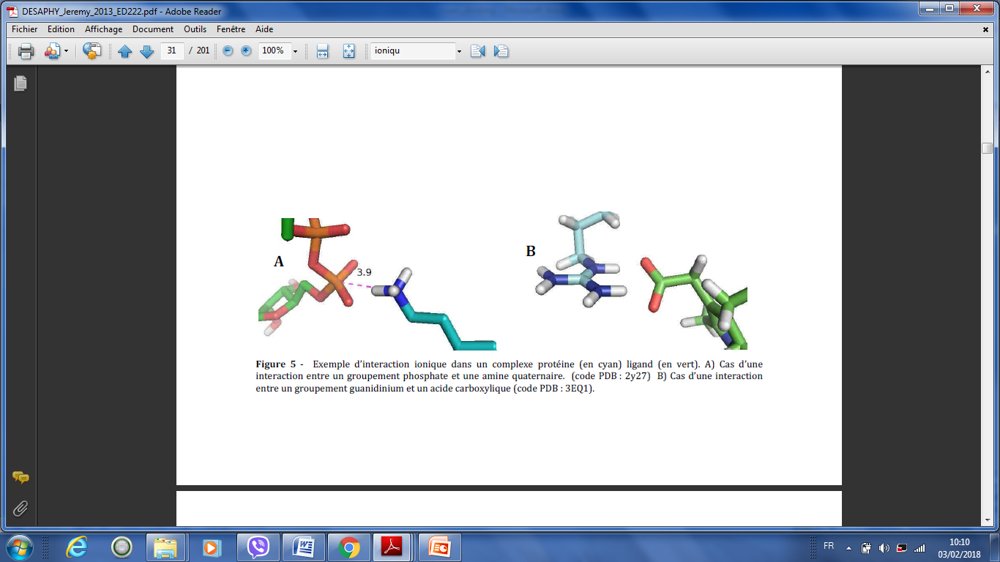 DESAPHY_Jeremy_2013_ED222.pdf - Adobe Reader
Fichier Edition Affichage Document Outils Fenêtre Aide
31 / 201 100% ioniqu
A
3.9
B
Figure 5 - Exemple d'interaction ionique dans un complexe protéine (en cyan) ligand (en vert). A) Cas d'une
interaction entre un groupement phosphate et une amine quaternaire. (code PDB : 2y27) B) Cas d'une interaction
entre un groupement guanidinium et un acide carboxylique (code PDB : 3EQ1).
FR
10:10
03/02/2018